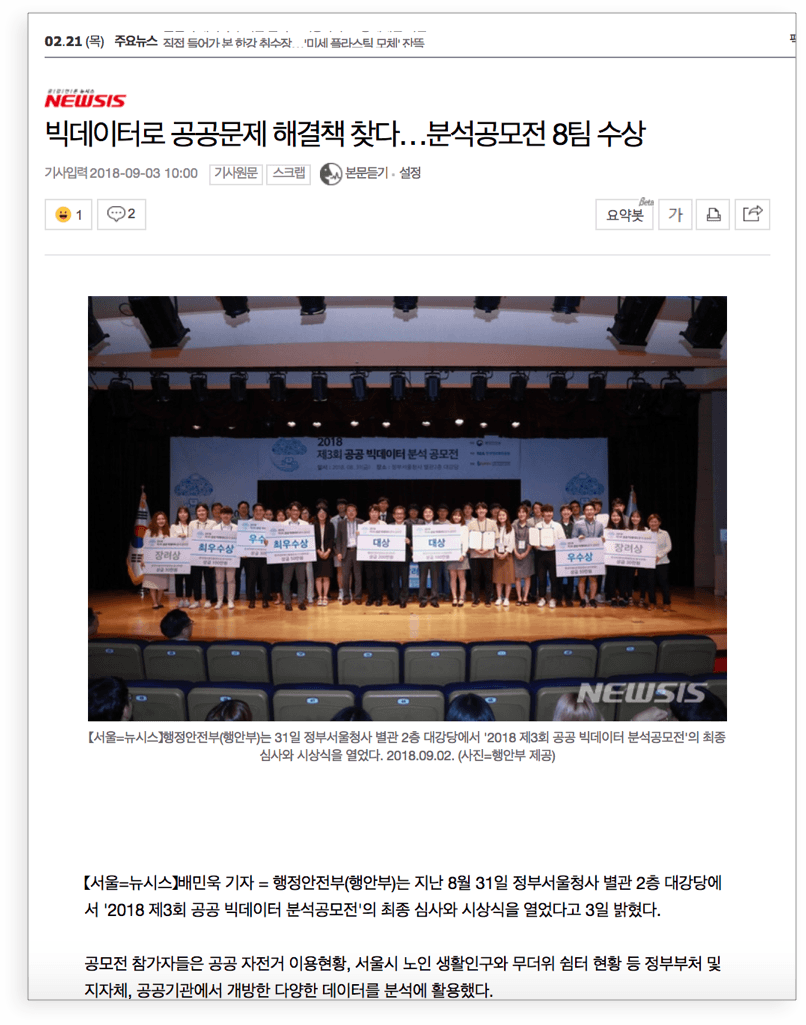 02.21 (목) 주요뉴스 직접 들어가 본 한강 취수장…'미세 플라스틱 모체' 잔뜩
NEWSIS
빅데이터로 공공문제 해결책 찾다…분석공모전 8팀 수상
기사입력 2018-09-03 10:00 기사원문 스크랩 본문듣기 · 설정
1 2 요약봇 Beta 가
2018
제3회 공공 빅데이터 분석 공모전
장려상 최우수상 우수 최우수상 대상 대상 우수상 장려상
NEWSIS
【서울=뉴시스】행정안전부(행안부)는 31일 정부서울청사 별관 2층 대강당에서 '2018 제3회 공공 빅데이터 분석공모전'의 최종
심사와 시상식을 열었다. 2018.09.02. (사진=행안부 제공)
【서울=뉴시스】배민욱 기자 = 행정안전부(행안부)는 지난 8월 31일 정부서울청사 별관 2층 대강당에
서 '2018 제3회 공공 빅데이터 분석공모전'의 최종 심사와 시상식을 열었다고 3일 밝혔다.
공모전 참가자들은 공공 자전거 이용현황, 서울시 노인 생활인구와 무더위 쉼터 현황 등 정부부처 및
지자체, 공공기관에서 개방한 다양한 데이터를 분석에 활용했다.